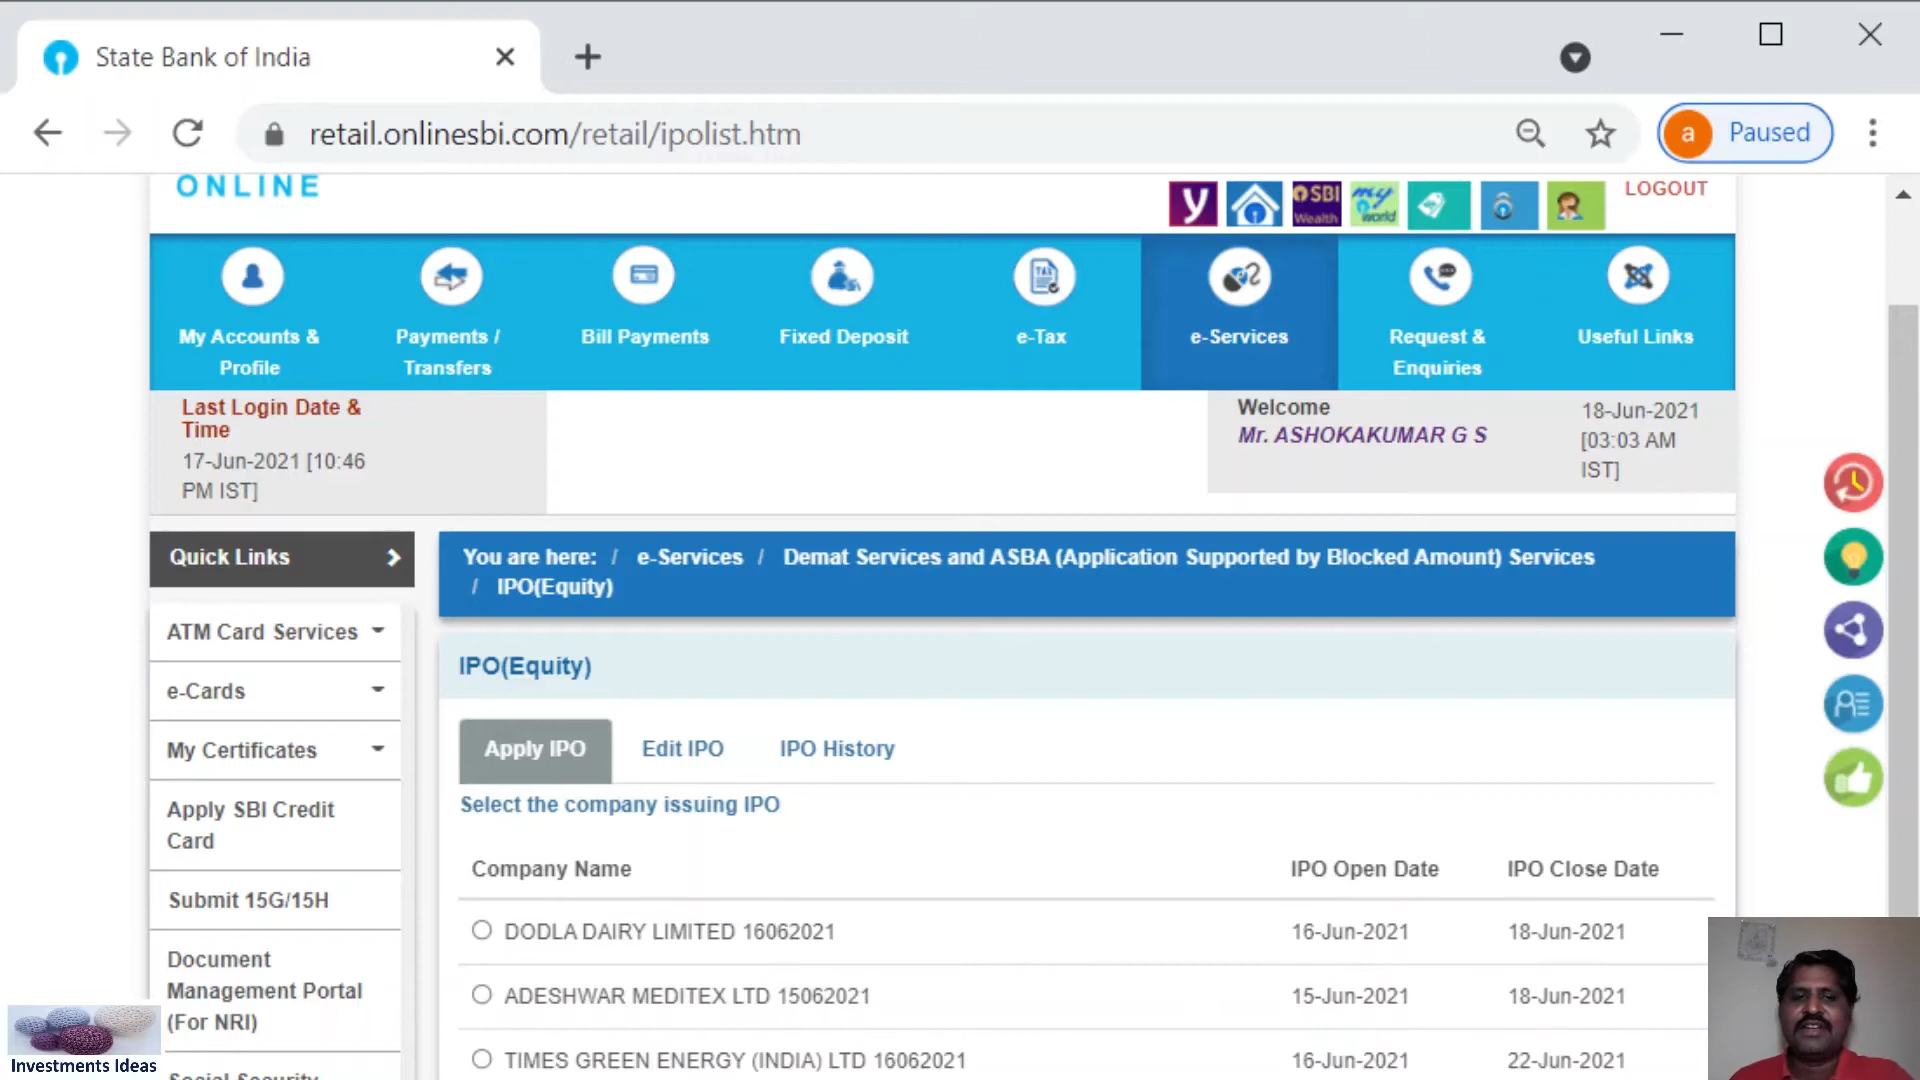 State Bank of India
retail.onlinesbi.com/retail/ipolist.htm
a Paused
ONLINE
y
SBI
Wealth
my
world
LOGOUT
My Accounts &
Profile
Payments /
Transfers
Bill Payments
Fixed Deposit
TAX
e-Tax
e-Services
Request &
Enquiries
Useful Links
Last Login Date &
Time
17-Jun-2021 [10:46
PM IST]
Welcome
Mr. ASHOKAKUMAR G S
18-Jun-2021
[03:03 AM
IST]
Quick Links
ATM Card Services
e-Cards
My Certificates
Apply SBI Credit
Card
Submit 15G/15H
Document
Management Portal
(For NRI)
Social Security
You are here: / e-Services / Demat Services and ASBA (Application Supported by Blocked Amount) Services
/ IPO(Equity)
IPO(Equity)
Apply IPO Edit IPO IPO History
Select the company issuing IPO
Company Name IPO Open Date IPO Close Date
DODLA DAIRY LIMITED 16062021 16-Jun-2021 18-Jun-2021
ADESHWAR MEDITEX LTD 15062021 15-Jun-2021 18-Jun-2021
TIMES GREEN ENERGY (INDIA) LTD 16062021 16-Jun-2021 22-Jun-2021
Investments Ideas